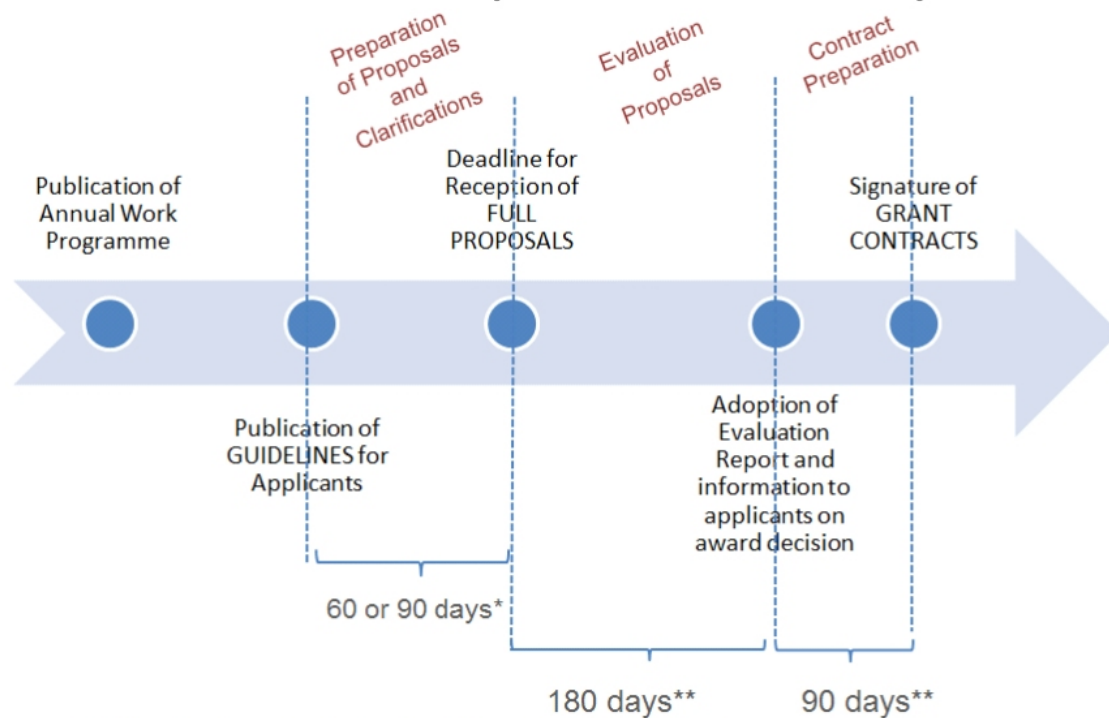 Preparation
of Proposals
and
Clarifications
Evaluation
of
Proposals
Contract
Preparation
Publication of
Annual Work
Programme
Deadline for
Reception of
FULL
PROPOSALS
Signature of
GRANT
CONTRACTS
Publication of
GUIDELINES for
Applicants
Adoption of
Evaluation
Report and
information to
applicants on
award decision
60 or 90 days*
180 days**
90 days**